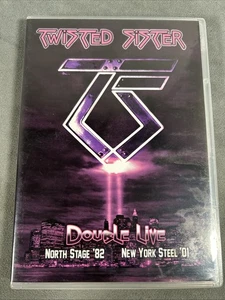 TWISTED SISTER
TS
DOUBLE LIVE
NORTH STAGE '82 NEW YORK STEEL '01